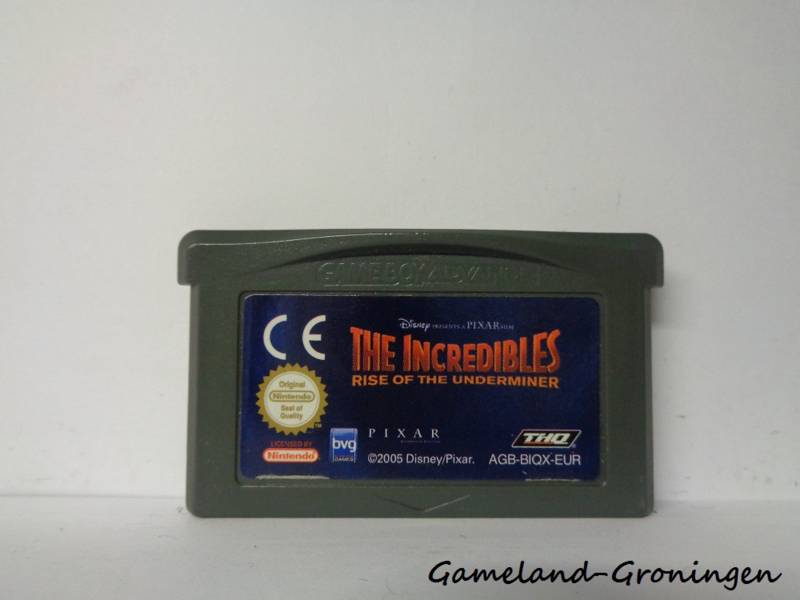 GAME BOY ADVANCE
CE
DISNEY PRESENTS A PIXAR FILM
THE INCREDIBLES
RISE OF THE UNDERMINER
Original
Nintendo
Seal of
Quality
TM
LICENSED BY
Nintendo
bvg
GAMES
PIXAR
THQ
©2005 Disney/Pixar. AGB-BIQX-EUR
Gameland-Groningen